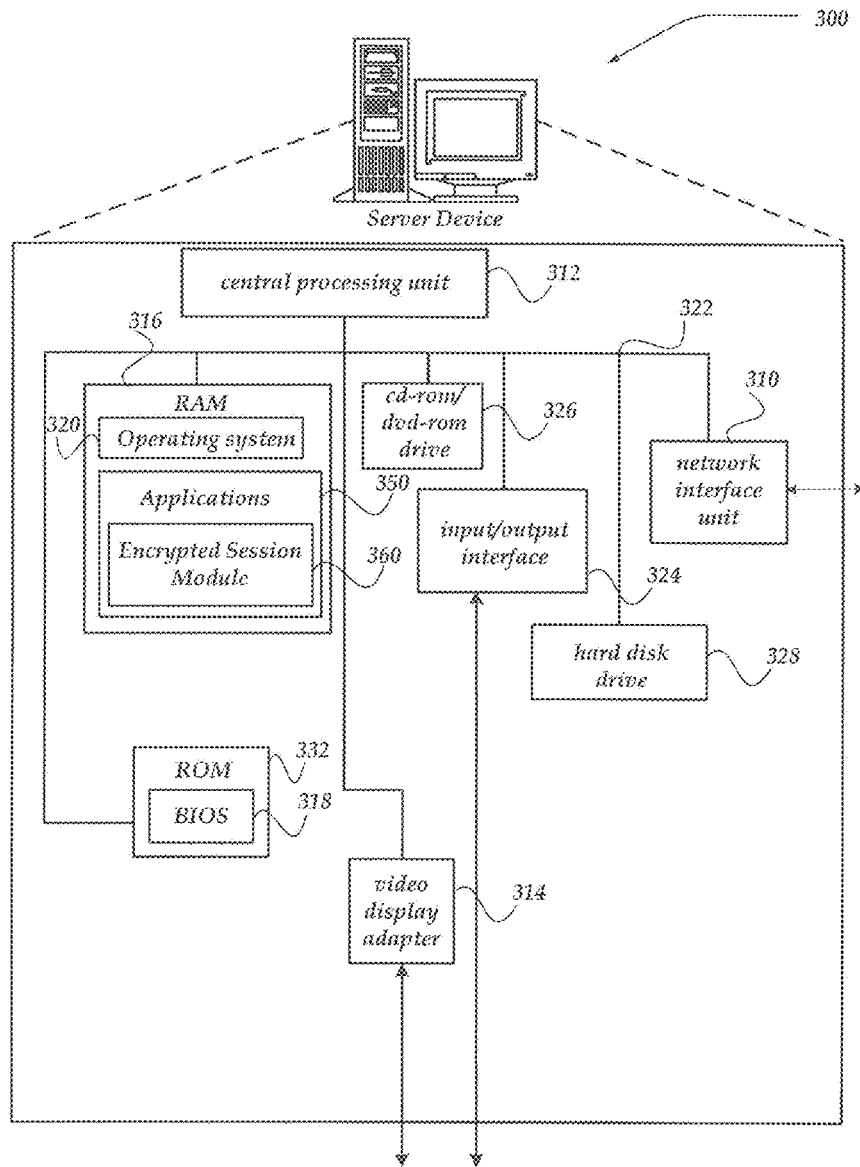 300
Server Device
central processing unit
312
316
322
RAM
320
Operating system
cd-rom/
dvd-rom
drive
326
310
network
interface
unit
Applications
350
Encrypted Session
Module
360
input/output
interface
324
hard disk
drive
328
ROM
332
BIOS
318
video
display
adapter
314